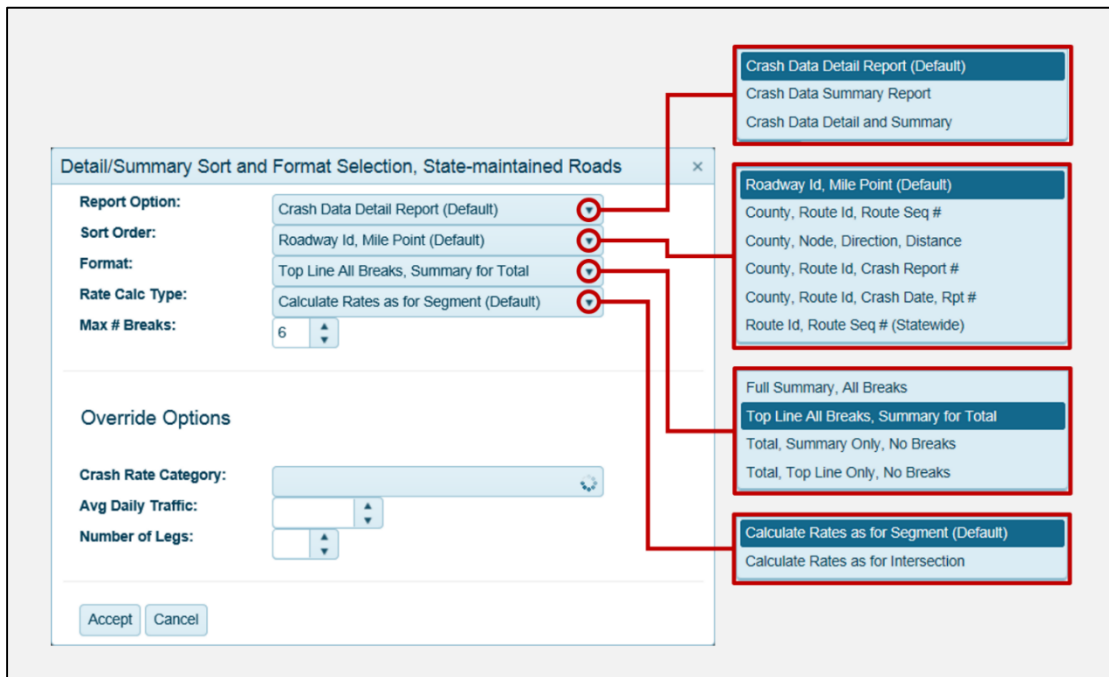 Detail/Summary Sort and Format Selection, State-maintained Roads ×
Report Option: Crash Data Detail Report (Default)
Sort Order: Roadway Id, Mile Point (Default)
Format: Top Line All Breaks, Summary for Total
Rate Calc Type: Calculate Rates as for Segment (Default)
Max # Breaks: 6
Override Options
Crash Rate Category:
Avg Daily Traffic:
Number of Legs:
Accept Cancel
Crash Data Detail Report (Default)
Crash Data Summary Report
Crash Data Detail and Summary
Roadway Id, Mile Point (Default)
County, Route Id, Route Seq #
County, Node, Direction, Distance
County, Route Id, Crash Report #
County, Route Id, Crash Date, Rpt #
Route Id, Route Seq # (Statewide)
Full Summary, All Breaks
Top Line All Breaks, Summary for Total
Total, Summary Only, No Breaks
Total, Top Line Only, No Breaks
Calculate Rates as for Segment (Default)
Calculate Rates as for Intersection